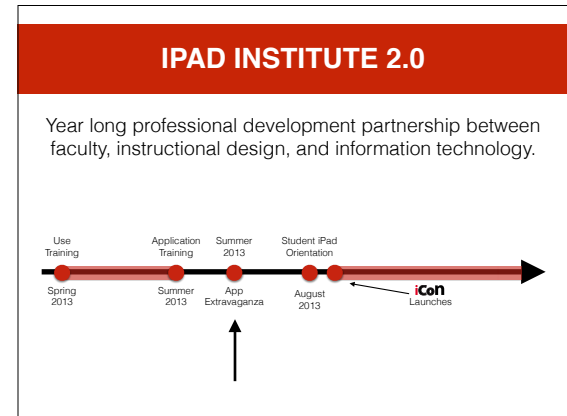 IPAD INSTITUTE 2.0
Year long professional development partnership between
faculty, instructional design, and information technology.
Use
Training
Spring
2013
Application
Training
Summer
2013
Summer
2013
App
Extravaganza
Student iPad
Orientation
August
2013
iCon
Launches